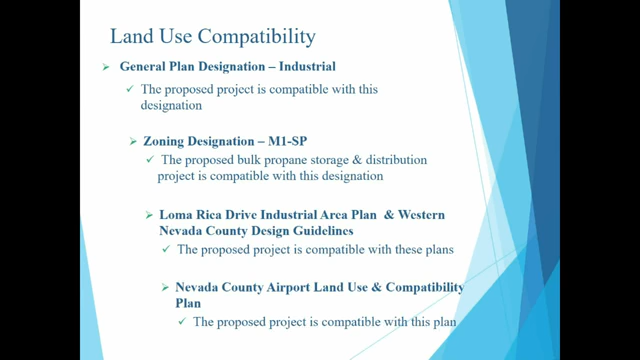 Land Use Compatibility
General Plan Designation – Industrial
The proposed project is compatible with this
designation
Zoning Designation – M1-SP
The proposed bulk propane storage & distribution
project is compatible with this designation
Loma Rica Drive Industrial Area Plan & Western
Nevada County Design Guidelines
The proposed project is compatible with these plans
Nevada County Airport Land Use & Compatibility
Plan
The proposed project is compatible with this plan